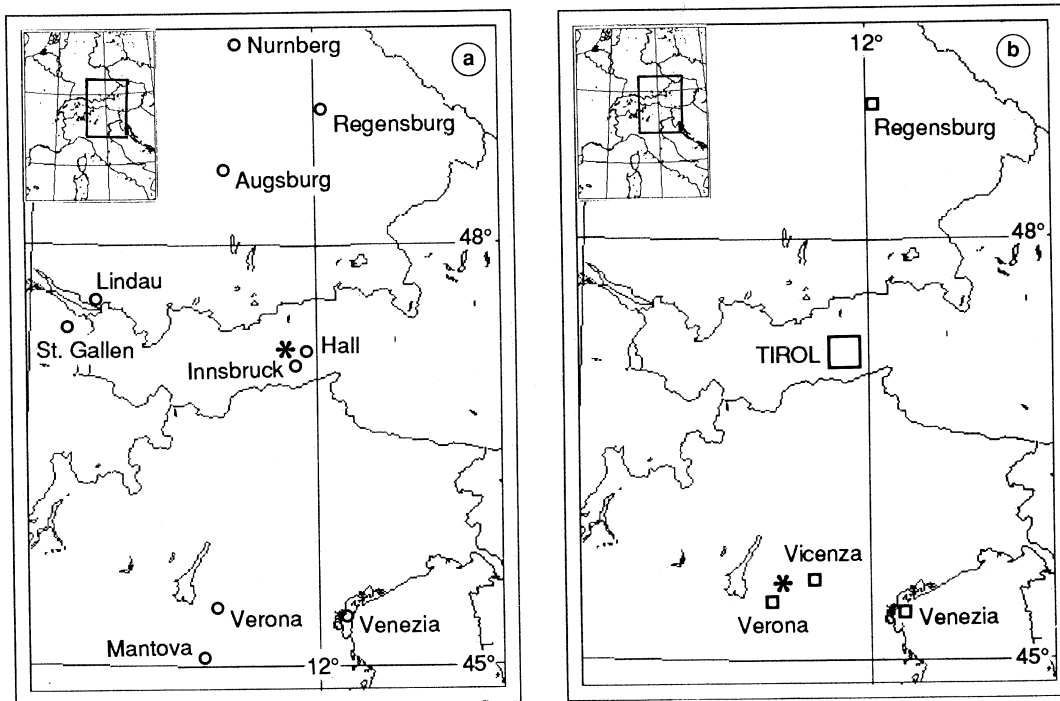 a
Nurnberg
Regensburg
Augsburg
48°
Lindau
St. Gallen
Hall
Innsbruck
Verona
Venezia
Mantova
12°
45°
12°
b
Regensburg
48°
TIROL
Vicenza
Verona
Venezia
45°